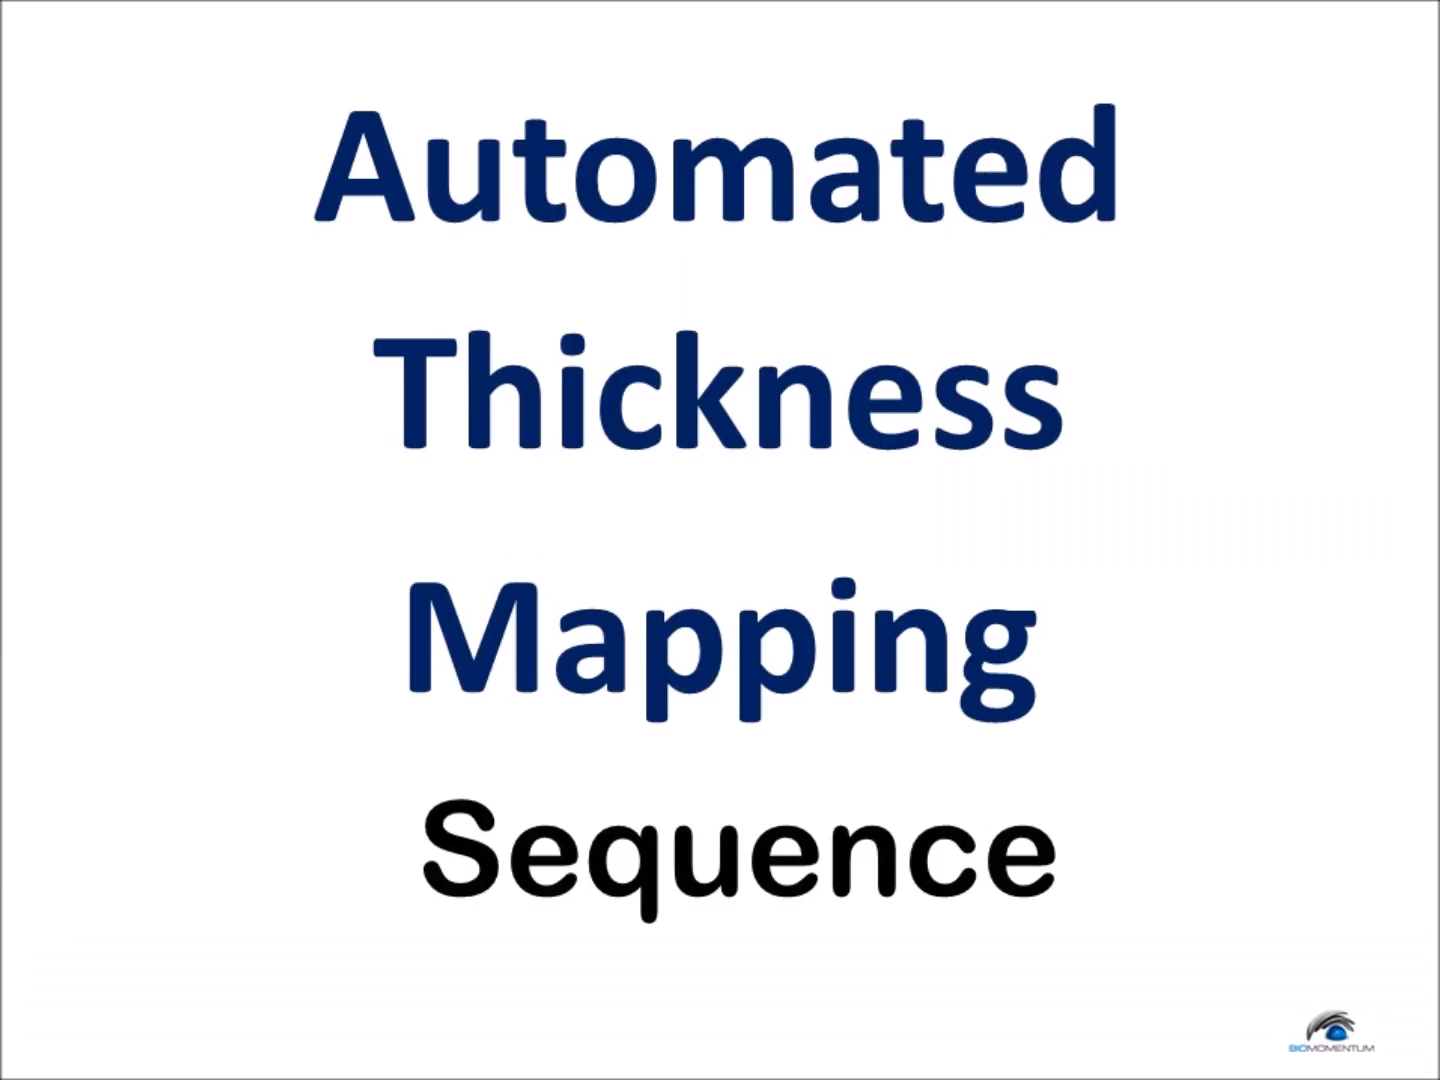 Automated
Thickness
Mapping
Sequence
BIOMOMENTUM